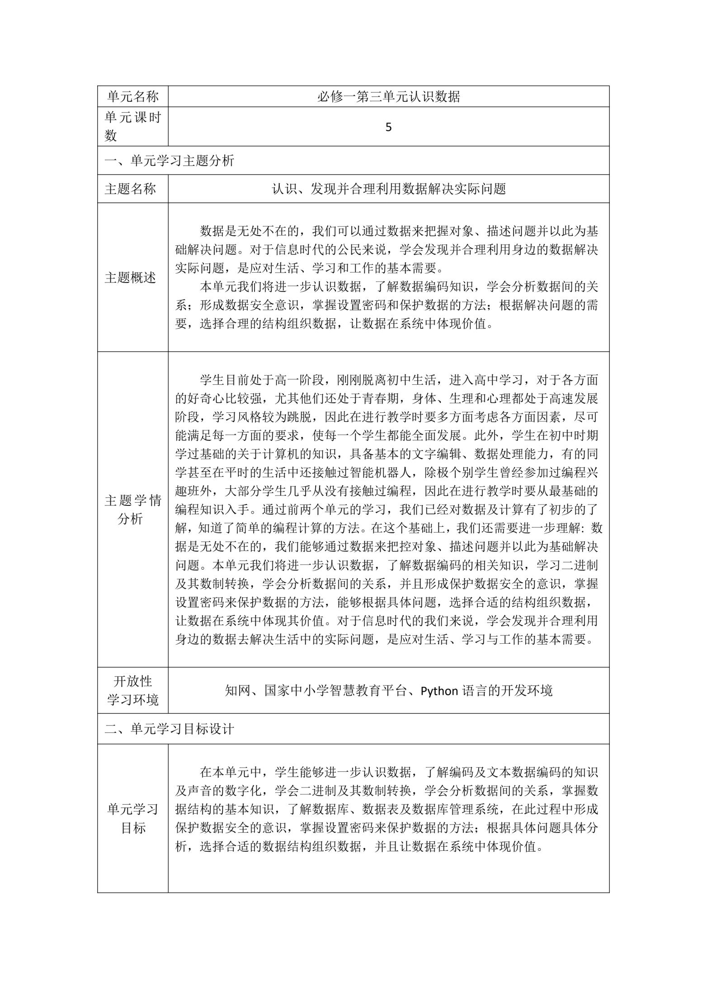 单元名称
必修一第三单元认识数据
单元课时
数
5
一、单元学习主题分析
主题名称
认识、发现并合理利用数据解决实际问题
主题概述
数据是无处不在的，我们可以通过数据来把握对象、描述问题并以此为基
础解决问题。对于信息时代的公民来说，学会发现并合理利用身边的数据解决
实际问题，是应对生活、学习和工作的基本需要。
本单元我们将进一步认识数据，了解数据编码知识，学会分析数据间的关
系；形成数据安全意识，掌握设置密码和保护数据的方法；根据解决问题的需
要，选择合理的结构组织数据，让数据在系统中体现价值。
主题学情
分析
学生目前处于高一阶段，刚刚脱离初中生活，进入高中学习，对于各方面
的好奇心比较强，尤其他们还处于青春期，身体、生理和心理都处于高速发展
阶段，学习风格较为跳脱，因此在进行教学时要多方面考虑各方面因素，尽可
能满足每一方面的要求，使每一个学生都能全面发展。此外，学生在初中时期
学过基础的关于计算机的知识，具备基本的文字编辑、数据处理能力，有的同
学甚至在平时的生活中还接触过智能机器人，除极个别学生曾经参加过编程兴
趣班外，大部分学生几乎从没有接触过编程，因此在进行教学时要从最基础的
编程知识入手。通过前两个单元的学习，我们已经对数据及计算有了初步的了
解，知道了简单的编程计算的方法。在这个基础上，我们还需要进一步理解：数
据是无处不在的，我们能够通过数据来把控对象、描述问题并以此为基础解决
问题。本单元我们将进一步认识数据，了解数据编码的相关知识，学习二进制
及其数制转换，学会分析数据间的关系，并且形成保护数据安全的意识，掌握
设置密码来保护数据的方法，能够根据具体问题，选择合适的结构组织数据，
让数据在系统中体现其价值。对于信息时代的我们来说，学会发现并合理利用
身边的数据去解决生活中的实际问题，是应对生活、学习与工作的基本需要。
开放性
学习环境
知网、国家中小学智慧教育平台、Python 语言的开发环境
二、单元学习目标设计
单元学习
目标
在本单元中，学生能够进一步认识数据，了解编码及文本数据编码的知识
及声音的数字化，学会二进制及其数制转换，学会分析数据间的关系，掌握数
据结构的基本知识，了解数据库、数据表及数据库管理系统，在此过程中形成
保护数据安全的意识，掌握设置密码来保护数据的方法；根据具体问题具体分
析，选择合适的数据结构组织数据，并且让数据在系统中体现价值。